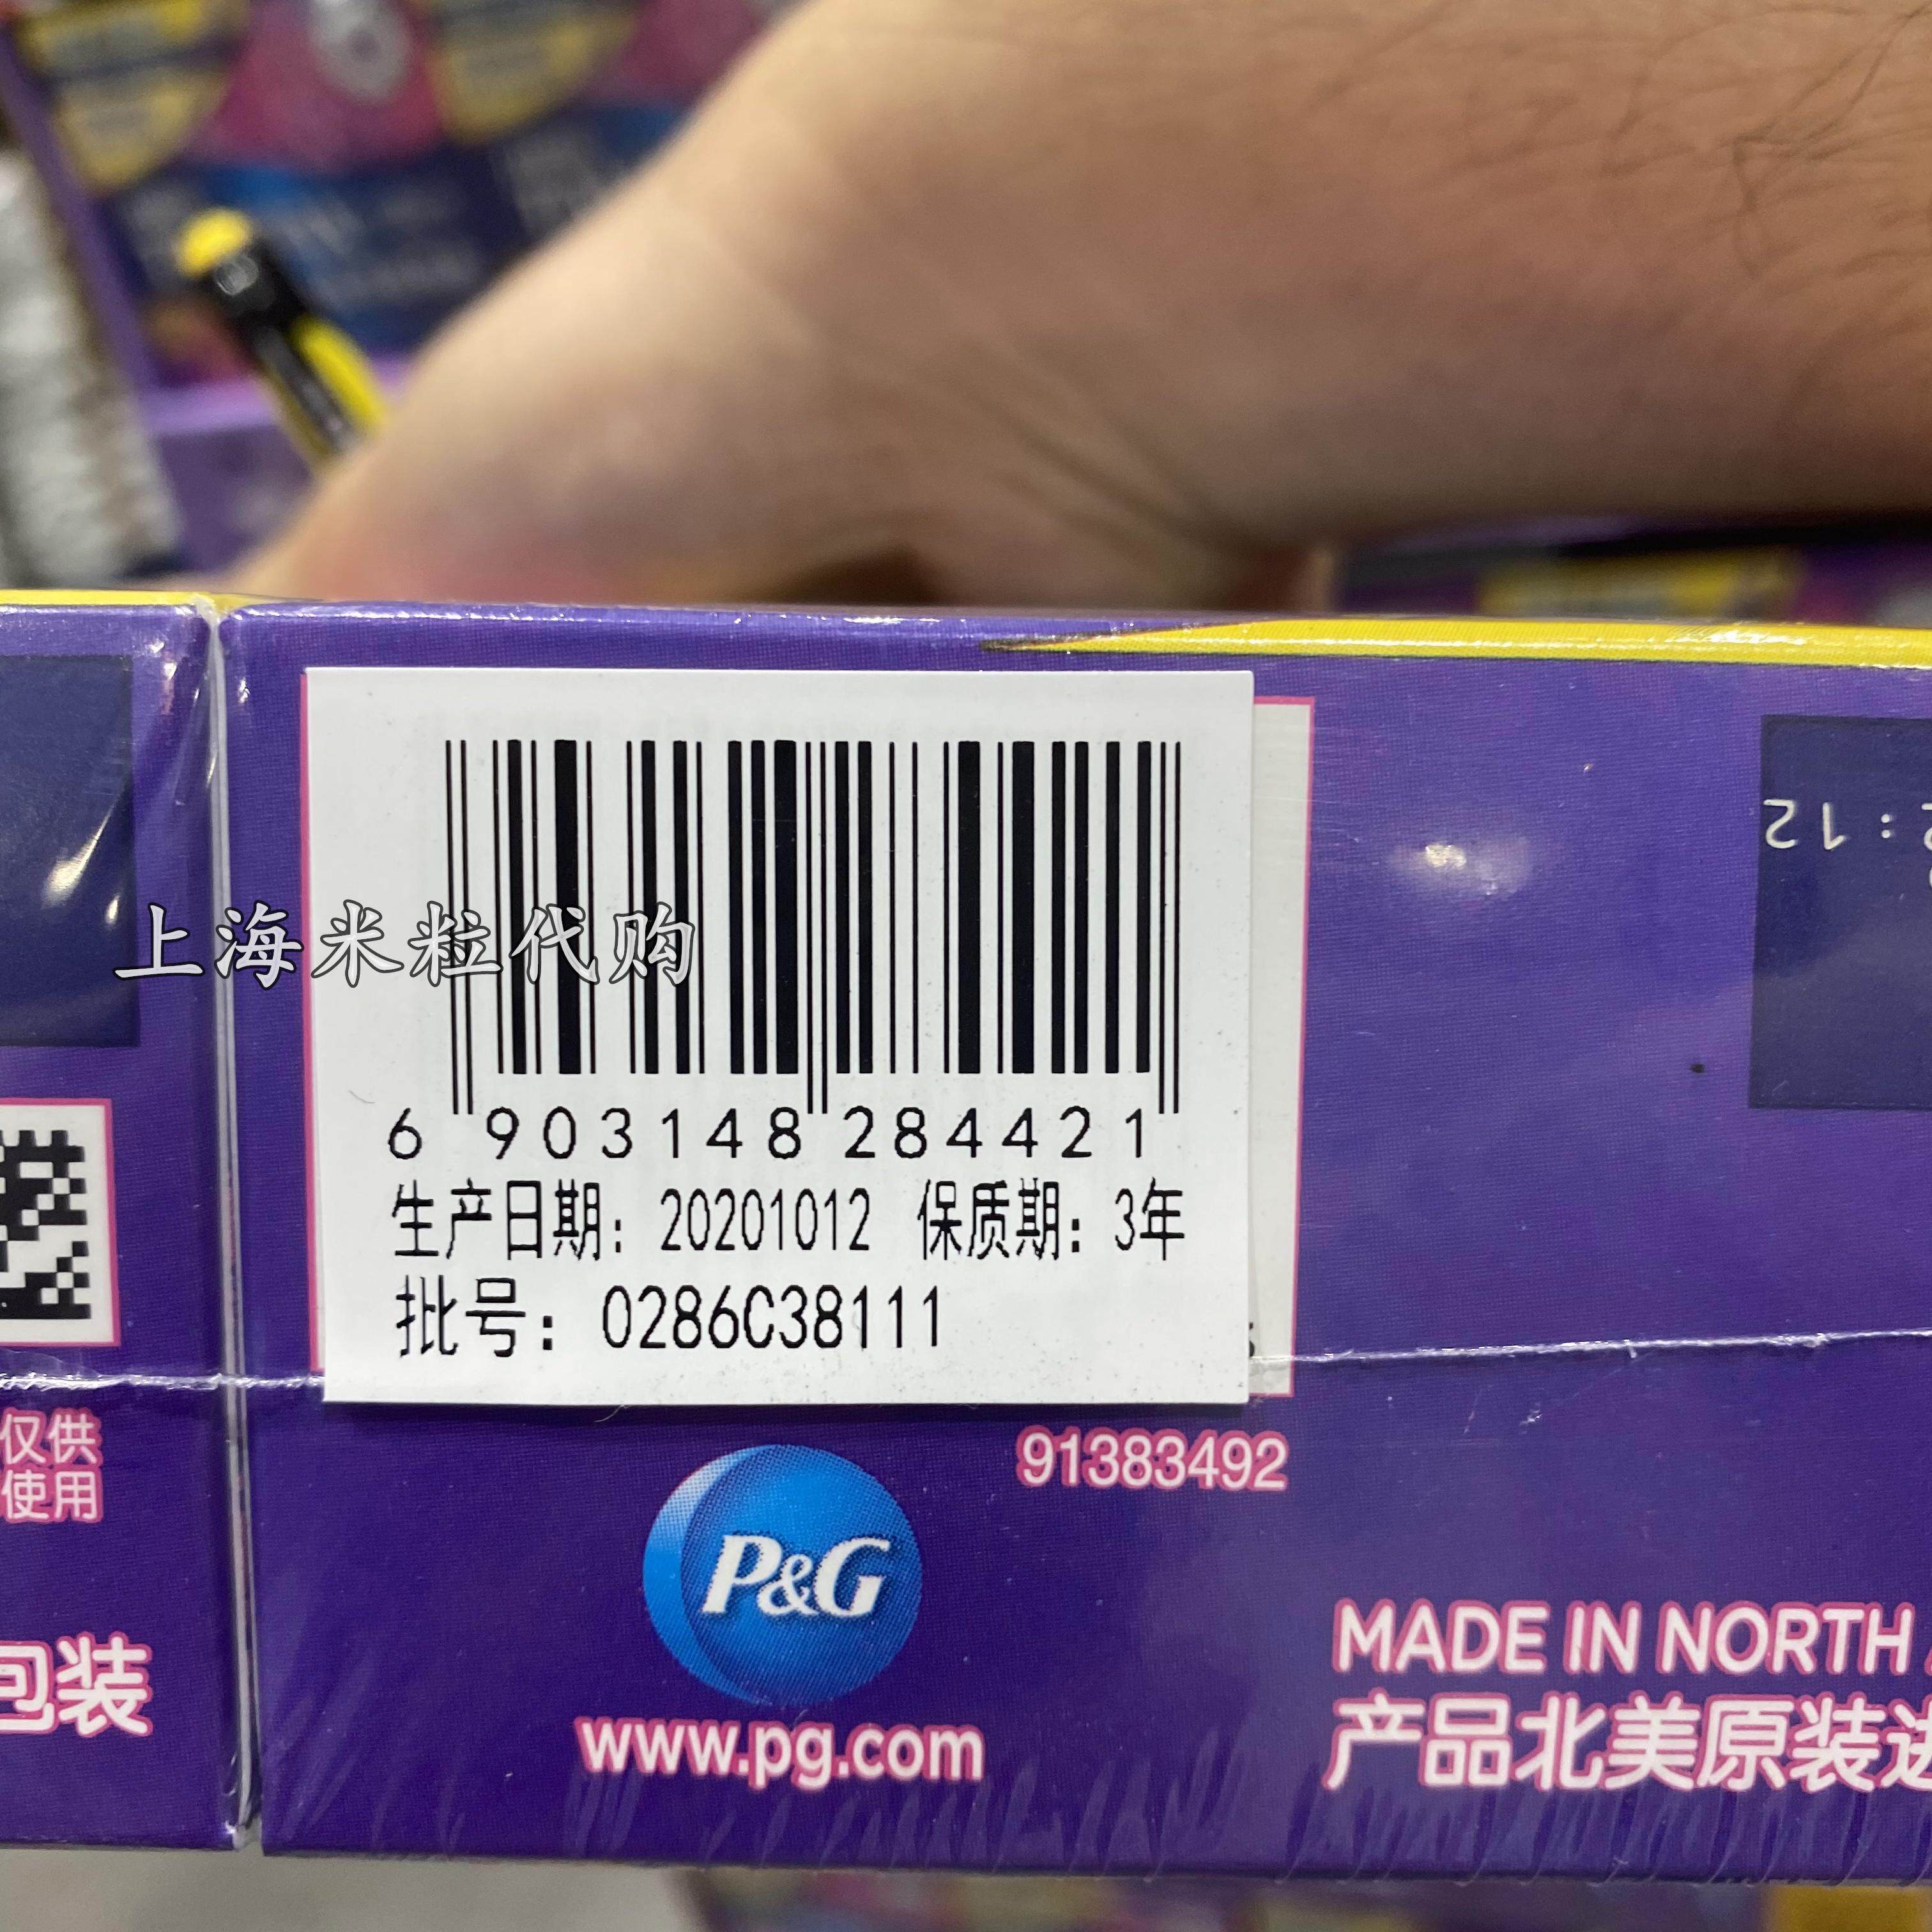 上海米粒代购
6 903148 284421
生产日期: 20201012 保质期: 3年
批号: 0286C38111
91383492
仅供
使用
P&G
www.pg.com
包装
MADE IN NORTH
产品北美原装进